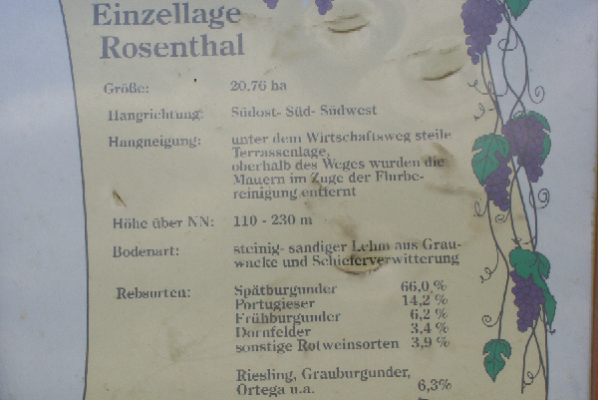 Einzellage
Rosenthal
Größe: 20.76 ha
Hangrichtung: Südost- Süd- Südwest
Hangneigung: unter dem Wirtschaftsweg steile
Terrassenlage,
oberhalb des Weges wurden die
Mauern im Zuge der Flurbe-
reinigung entfernt
Höhe über NN: 110 - 230 m
Bodenart: steinig- sandiger Lehm aus Grau-
wacke und Schieferverwitterung
Rebsorten: Spätburgunder 66,0 %
Portugieser 14,2 %
Frühburgunder 6,2 %
Dornfelder 3.4 %
sonstige Rotweinsorten 3,9 %
Riesling, Grauburgunder,
Ortega u.a. 6,3%